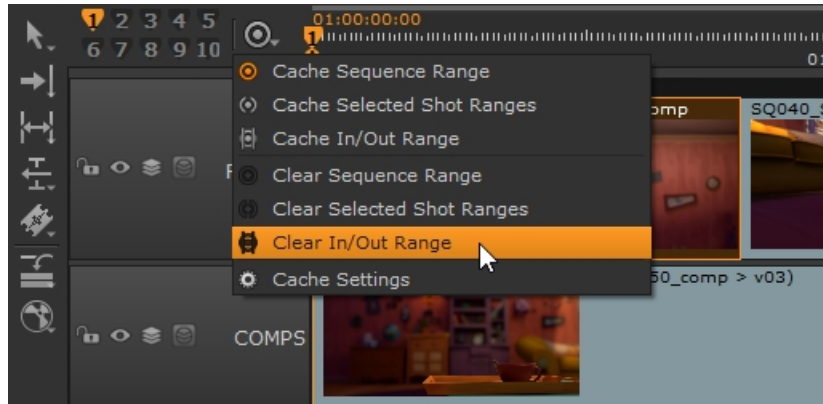 1 2 3 4 5
6 7 8 9 10
01:00:00:00
1
Cache Sequence Range
Cache Selected Shot Ranges
Cache In/Out Range
Clear Sequence Range
Clear Selected Shot Ranges
Clear In/Out Range
Cache Settings
SQ040_
50_comp > v03)
COMPS